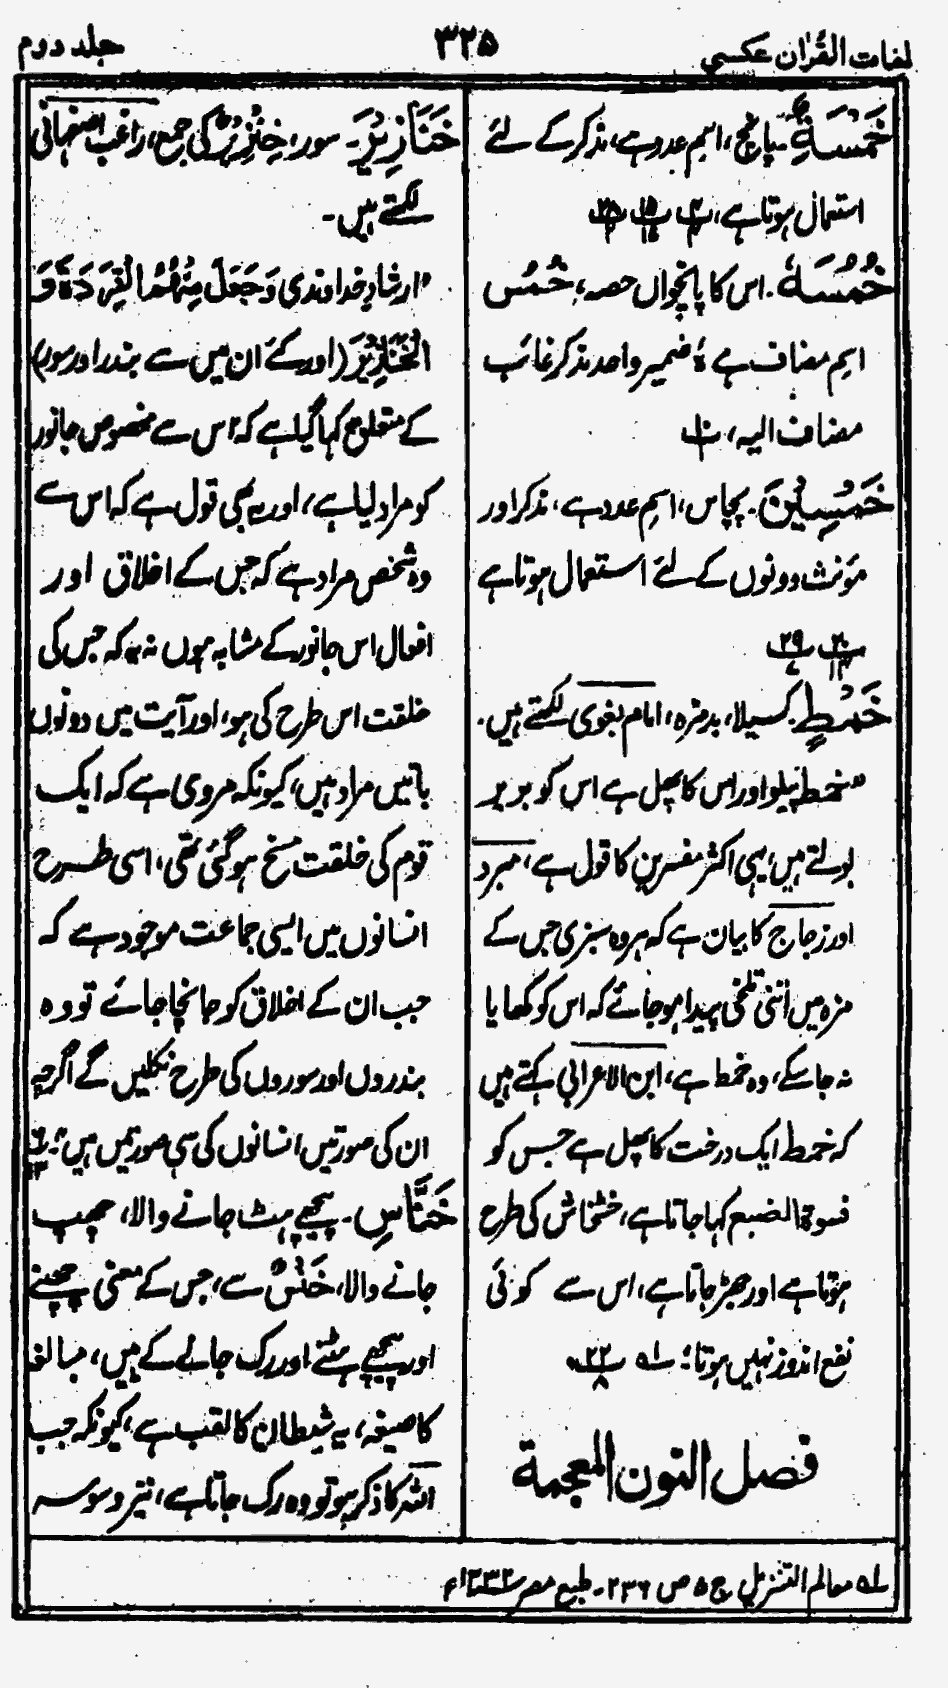 لغات القُرآن عکسی
۳۲۵
جلد دوم
خَمْسَةٌ۔ پانچ، اسم عدد ہے، مذکر کے لئے
استعمال ہوتا ہے،
خُمُسَهٗ۔ اس کا پانچواں حصہ، خُمُس
اسم مضاف ہے ہٗ ضمیر واحد مذکر غائب
مضاف الیہ،
خَمْسِیْنَ۔ پچاس، اسم عدد ہے، مذکر اور
مؤنث دونوں کے لئے استعمال ہوتا ہے
۲۰ ۲۹
خَمْطٍ۔ کسیلا، بدمزہ، امام بغوی لکھتے ہیں۔
"خمط پیلو اور اس کا پھل ہے اس کو بریر
بولتے ہیں، یہی اکثر مفسرین کا قول ہے، مبرد
اور زجاج کا بیان ہے کہ ہر وہ سبزی جس کے
مزہ میں اتنی تلخی پیدا ہو جائے کہ اس کو کھایا
نہ جا سکے، وہ خمط ہے، ابن الاعرابی کہتے ہیں
کہ خمط ایک درخت کا پھل ہے جس کو
فسوۃ الضبع کہا جاتا ہے، خشخاش کی طرح
ہوتا ہے اور جھڑ جاتا ہے، اس سے کوئی
نفع اندوز نہیں ہوتا؛ لہ ۲۲ ۸
فصل النون المعجمة
خَنَازِیْرَ۔ سور، خِنْزِیْرٌ کی جمع، راغب اصفہانی
لکھتے ہیں۔
"ارشادِ خداوندی وَجَعَلَ مِنْهُمُ الْقِرَدَةَ وَ
الْخَنَازِیْرَ (اور کئے ان میں سے بندر اور سور)
کے متعلق کہا گیا ہے کہ اس سے مخصوص جانور
کو مراد لیا ہے، اور یہ بھی قول ہے کہ اس سے
وہ شخص مراد ہے کہ جس کے اخلاق اور
افعال اس جانور کے مشابہ ہوں نہ یہ کہ جس کی
خلقت اس طرح کی ہو، اور آیت میں دونوں
باتیں مراد ہیں، کیونکہ مروی ہے کہ ایک
قوم کی خلقت مسخ ہو گئی تھی، اسی طرح
انسانوں میں ایسی جماعت موجود ہے کہ
جب ان کے اخلاق کو جانچا جائے تو وہ
بندروں اور سوروں کی طرح نکلیں گے اگرچہ
ان کی صورتیں انسانوں کی سی صورتیں ہیں"۔
خَنَّاسِ۔ پیچھے ہٹ جانے والا، چھپ
جانے والا، خَنْسٌ سے، جس کے معنی چھپنے
اور پیچھے ہٹنے اور رک جانے کے ہیں، مبالغہ
کا صیغہ، یہ شیطان کا لقب ہے، کیونکہ جب
اللہ کا ذکر ہو تو وہ رک جاتا ہے، نیز وسوسہ
لہ معالم التنزیل ج ۵ ص ۲۳۶۔ طبع مصر ۱۳۳۲ء